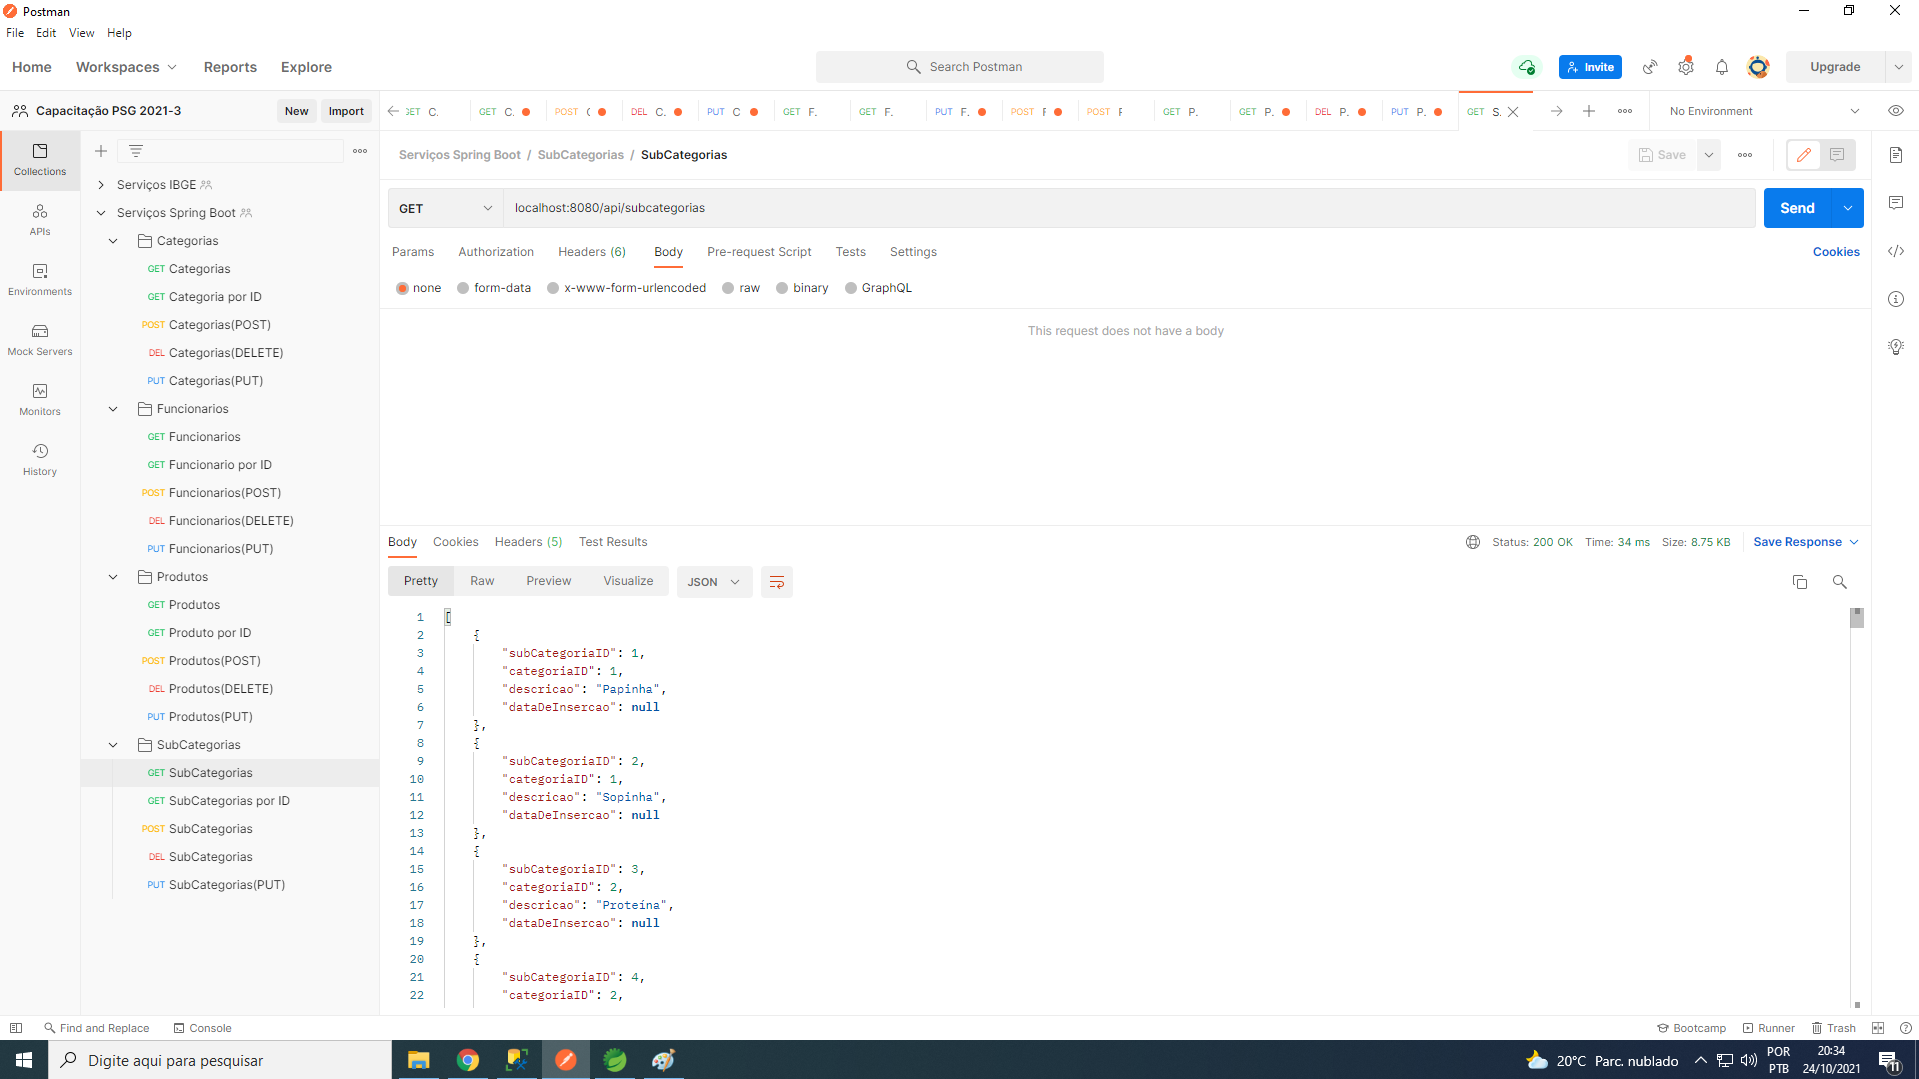 Postman
File Edit View Help
Home Workspaces Reports Explore
Search Postman
Invite
Upgrade
Capacitação PSG 2021-3
New Import
GET C.
GET C.
POST
DEL C.
PUT C
GET F.
GET F.
PUT F.
POST F
POST F
GET P.
GET P.
DEL P.
PUT P.
GET S.
No Environment
Collections
APIs
Environments
Mock Servers
Monitors
History
Serviços IBGE
Serviços Spring Boot
Categorias
GET Categorias
GET Categoria por ID
POST Categorias(POST)
DEL Categorias(DELETE)
PUT Categorias(PUT)
Funcionarios
GET Funcionarios
GET Funcionario por ID
POST Funcionarios(POST)
DEL Funcionarios(DELETE)
PUT Funcionarios(PUT)
Produtos
GET Produtos
GET Produto por ID
POST Produtos(POST)
DEL Produtos(DELETE)
PUT Produtos(PUT)
SubCategorias
GET SubCategorias
GET SubCategorias por ID
POST SubCategorias
DEL SubCategorias
PUT SubCategorias(PUT)
Serviços Spring Boot / SubCategorias / SubCategorias
Save
GET localhost:8080/api/subcategorias
Send
Params Authorization Headers (6) Body Pre-request Script Tests Settings
Cookies
none form-data x-www-form-urlencoded raw binary GraphQL
This request does not have a body
Body Cookies Headers (5) Test Results
Status: 200 OK Time: 34 ms Size: 8.75 KB Save Response
Pretty Raw Preview Visualize JSON
1 [
2 {
3 "subCategoriaID": 1,
4 "categoriaID": 1,
5 "descricao": "Papinha",
6 "dataDeInsercao": null
7 },
8 {
9 "subCategoriaID": 2,
10 "categoriaID": 1,
11 "descricao": "Sopinha",
12 "dataDeInsercao": null
13 },
14 {
15 "subCategoriaID": 3,
16 "categoriaID": 2,
17 "descricao": "Proteína",
18 "dataDeInsercao": null
19 },
20 {
21 "subCategoriaID": 4,
22 "categoriaID": 2,
Find and Replace Console
Bootcamp Runner Trash
Digite aqui para pesquisar
20°C Parc. nublado
POR
PTB
20:34
24/10/2021
11